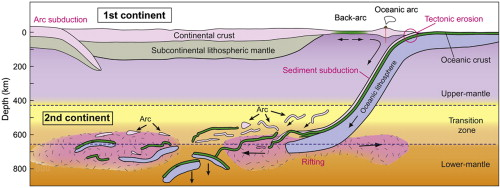 1st continent
Oceanic arc
Back-arc
Tectonic erosion
Arc subduction
Continental crust
Subcontinental lithospheric mantle
Oceanic crust
Sediment subduction
Oceanic lithosphere
Upper-mantle
2nd continent
Arc
Arc
Transition
zone
Rifting
Lower-mantle
Depth (km)
0
200
400
600
800